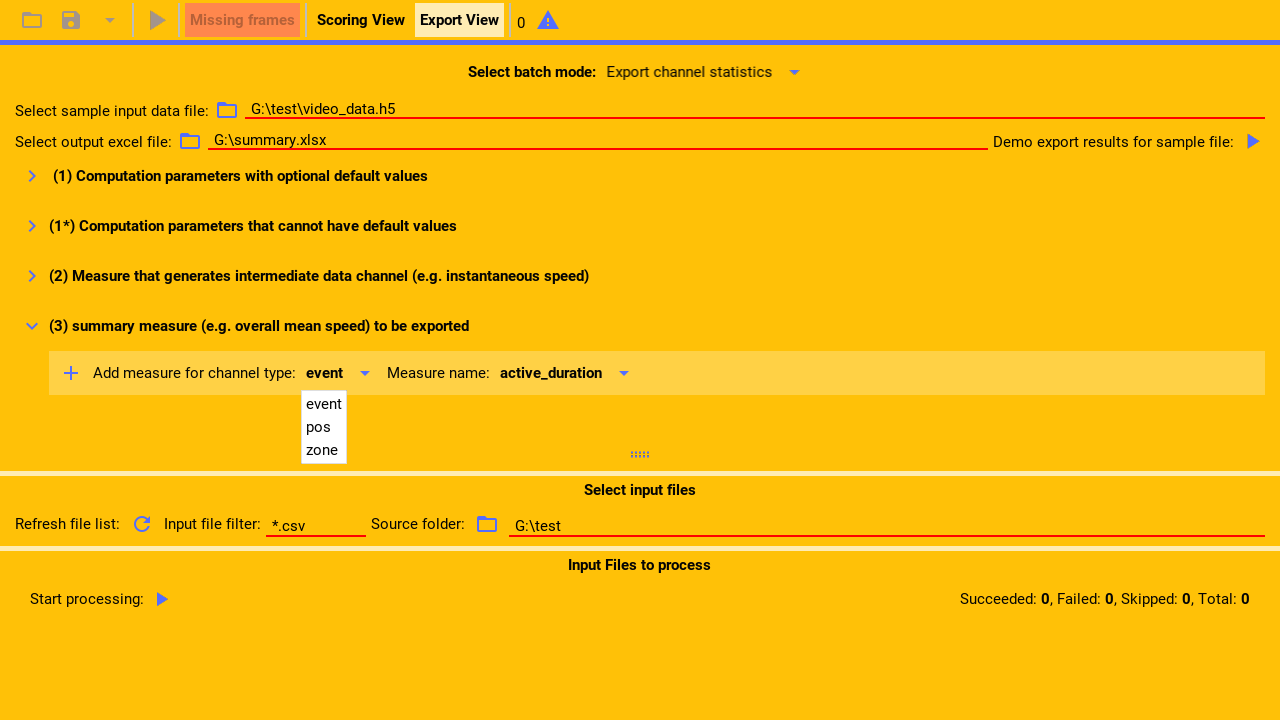 Missing frames Scoring View Export View 0
Select batch mode: Export channel statistics
Select sample input data file: G:\test\video_data.h5
Select output excel file: G:\summary.xlsx Demo export results for sample file:
(1) Computation parameters with optional default values
(1*) Computation parameters that cannot have default values
(2) Measure that generates intermediate data channel (e.g. instantaneous speed)
(3) summary measure (e.g. overall mean speed) to be exported
Add measure for channel type: event Measure name: active_duration
event
pos
zone
Select input files
Refresh file list: Input file filter: *.csv Source folder: G:\test
Input Files to process
Start processing: Succeeded: 0, Failed: 0, Skipped: 0, Total: 0